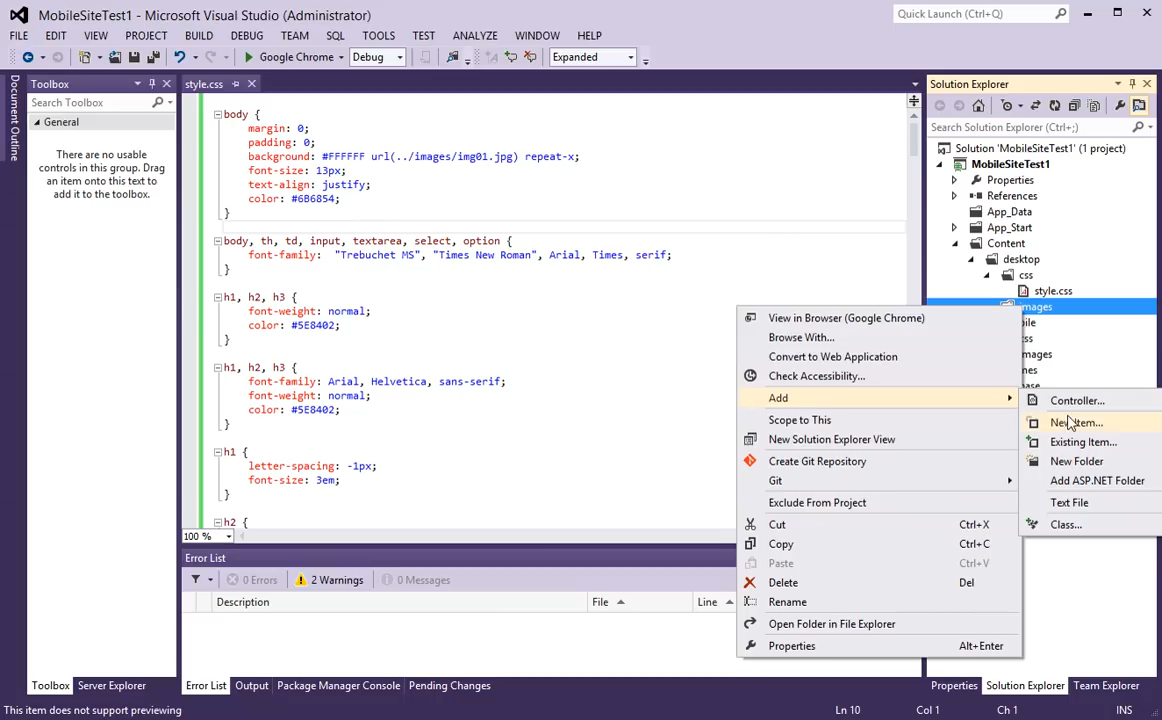 MobileSiteTest1 - Microsoft Visual Studio (Administrator)
Quick Launch (Ctrl+Q)
FILE EDIT VIEW PROJECT BUILD DEBUG TEAM SQL TOOLS TEST ANALYZE WINDOW HELP
Google Chrome Debug Expanded
Document Outline
Toolbox
Search Toolbox
General
There are no usable
controls in this group. Drag
an item onto this text to
add it to the toolbox.
style.css
body {
margin: 0;
padding: 0;
background: #FFFFFF url(../images/img01.jpg) repeat-x;
font-size: 13px;
text-align: justify;
color: #6B6854;
}
body, th, td, input, textarea, select, option {
font-family: "Trebuchet MS", "Times New Roman", Arial, Times, serif;
}
h1, h2, h3 {
font-weight: normal;
color: #5E8402;
}
h1, h2, h3 {
font-family: Arial, Helvetica, sans-serif;
font-weight: normal;
color: #5E8402;
}
h1 {
letter-spacing: -1px;
font-size: 3em;
}
h2 {
100 %
Solution Explorer
Search Solution Explorer (Ctrl+;)
Solution 'MobileSiteTest1' (1 project)
MobileSiteTest1
Properties
References
App_Data
App_Start
Content
desktop
css
style.css
images
View in Browser (Google Chrome)
Browse With...
Convert to Web Application
Check Accessibility...
Add
Scope to This
New Solution Explorer View
Create Git Repository
Git
Exclude From Project
Cut Ctrl+X
Copy Ctrl+C
Paste Ctrl+V
Delete Del
Rename
Open Folder in File Explorer
Properties Alt+Enter
Controller...
New Item...
Existing Item...
New Folder
Add ASP.NET Folder
Text File
Class...
Error List
0 Errors 2 Warnings 0 Messages
Description File Line
Toolbox Server Explorer
Error List Output Package Manager Console Pending Changes
Properties Solution Explorer Team Explorer
This item does not support previewing
Ln 10 Col 1 Ch 1 INS